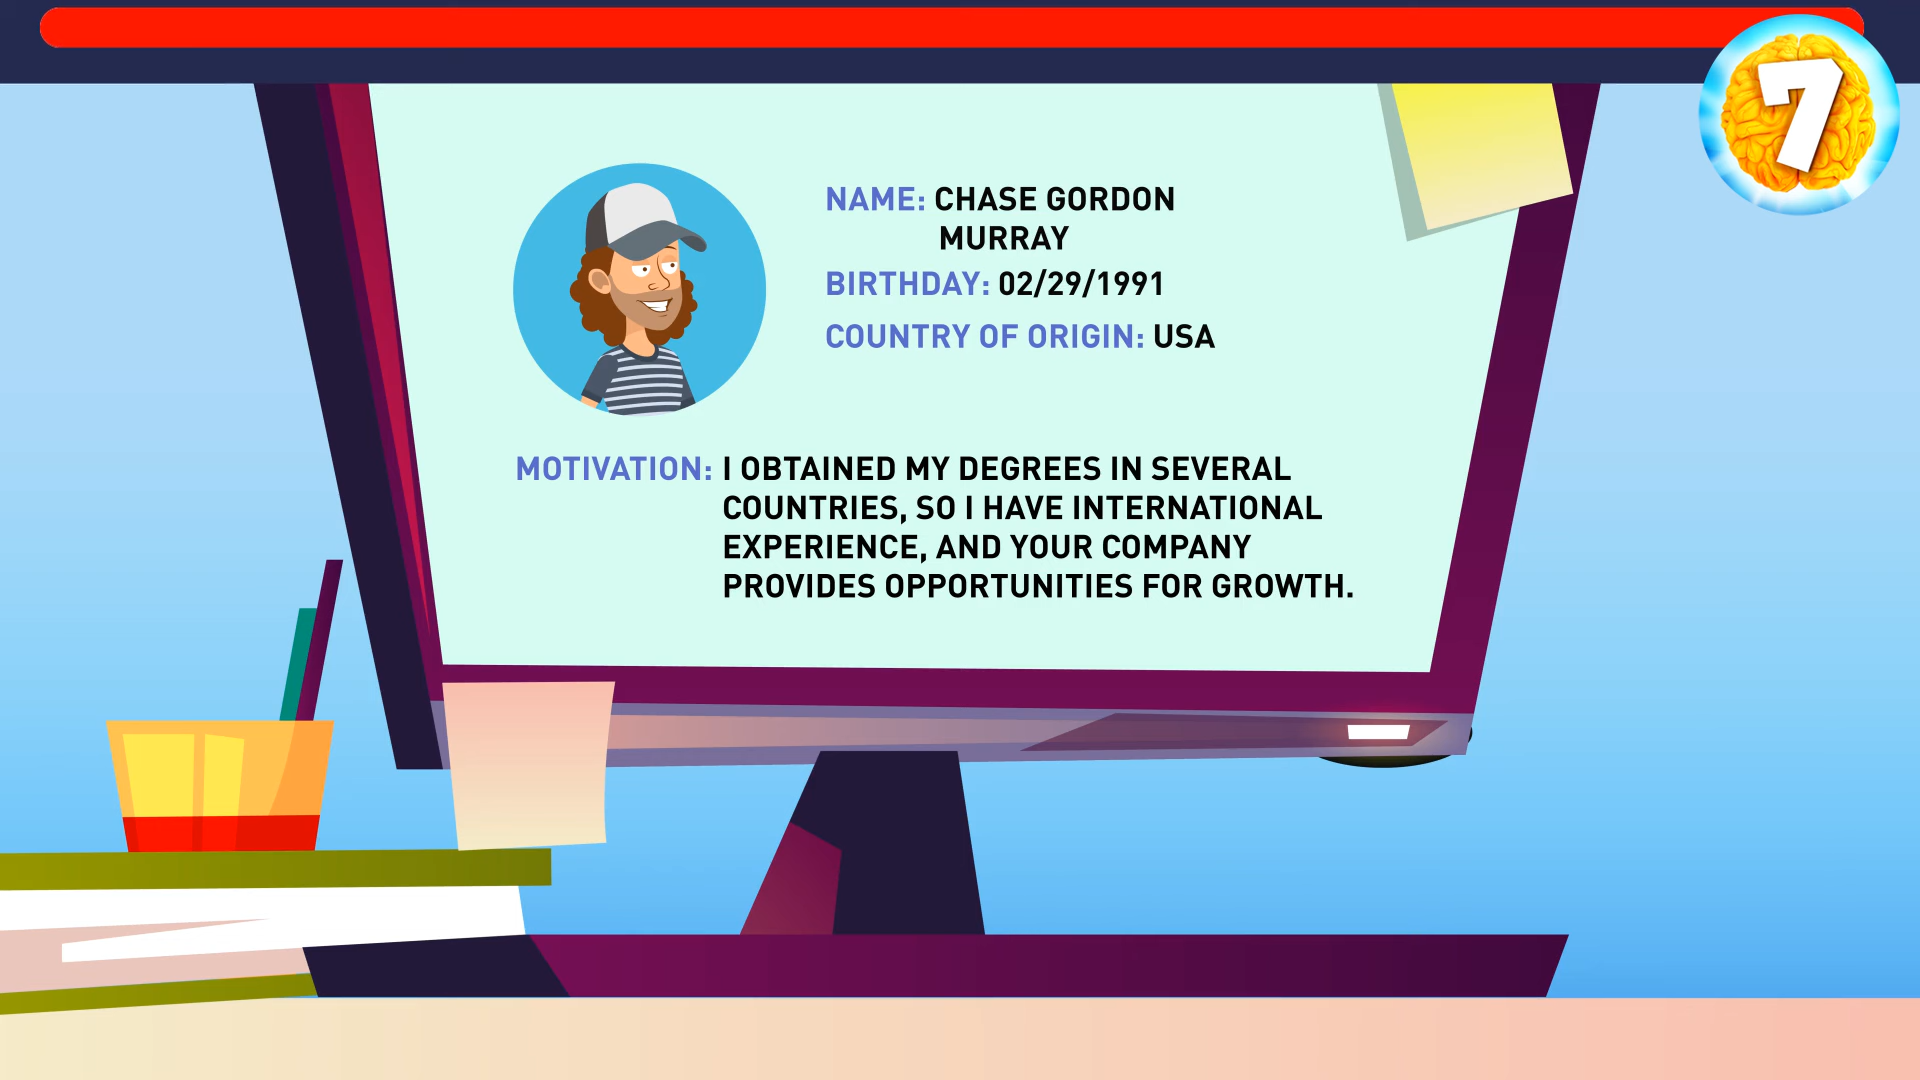 7
NAME: CHASE GORDON
MURRAY
BIRTHDAY: 02/29/1991
COUNTRY OF ORIGIN: USA
MOTIVATION: I OBTAINED MY DEGREES IN SEVERAL
COUNTRIES, SO I HAVE INTERNATIONAL
EXPERIENCE, AND YOUR COMPANY
PROVIDES OPPORTUNITIES FOR GROWTH.